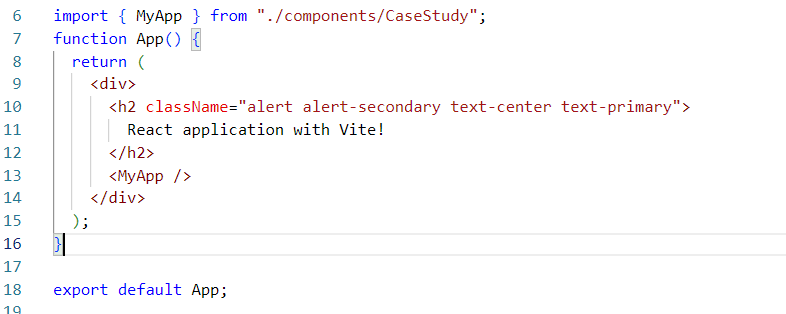 6 import { MyApp } from "./components/CaseStudy";
7 function App() {
8   return (
9     <div>
10       <h2 className="alert alert-secondary text-center text-primary">
11         React application with Vite!
12       </h2>
13       <MyApp />
14     </div>
15   );
16 }
17
18 export default App;
19